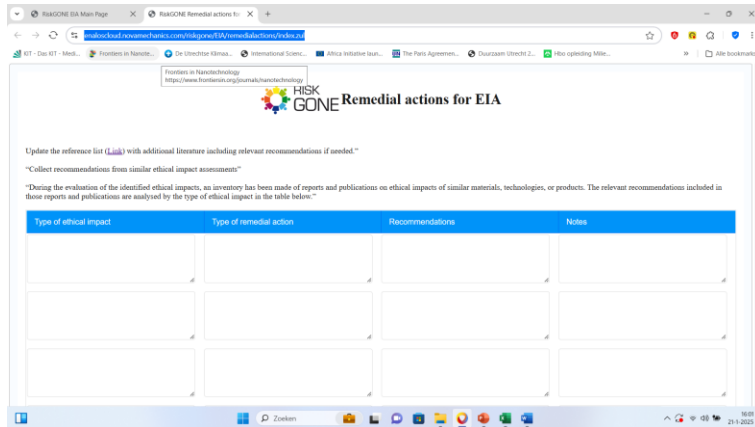 RiskGONE EIA Main Page
RiskGONE Remedial actions fo
enaloscloud.novamechanics.com/riskgone/EIA/remedialactions/index.zul
KIT - Das KIT - Medi...
Frontiers in Nanote...
De Utrechtse Klimaa...
International Scienc...
Africa Initiative laun...
The Paris Agreemen...
Duurzaam Utrecht 2...
Hbo opleiding Mille...
Alle bookmarks
Frontiers in Nanotechnology
https://www.frontiersin.org/journals/nanotechnology
RISK
GONE Remedial actions for EIA
Update the reference list (Link) with additional literature including relevant recommendations if needed."
"Collect recommendations from similar ethical impact assessments"
"During the evaluation of the identified ethical impacts, an inventory has been made of reports and publications on ethical impacts of similar materials, technologies, or products. The relevant recommendations included in
those reports and publications are analysed by the type of ethical impact in the table below."
Type of ethical impact Type of remedial action Recommendations Notes
Zoeken
16:01
21-1-2025